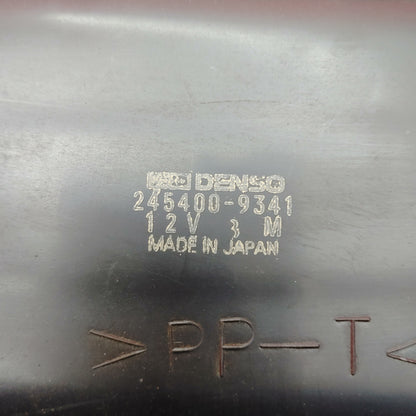 DENSO
245400-9341
12V 3 M
MADE IN JAPAN
>PP-T<